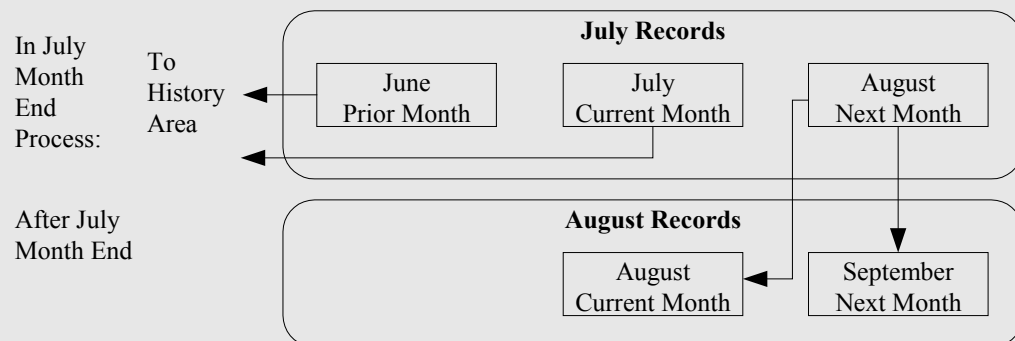 In July
Month
End
Process:
To
History
Area
July Records
June
Prior Month
July
Current Month
August
Next Month
After July
Month End
August Records
August
Current Month
September
Next Month